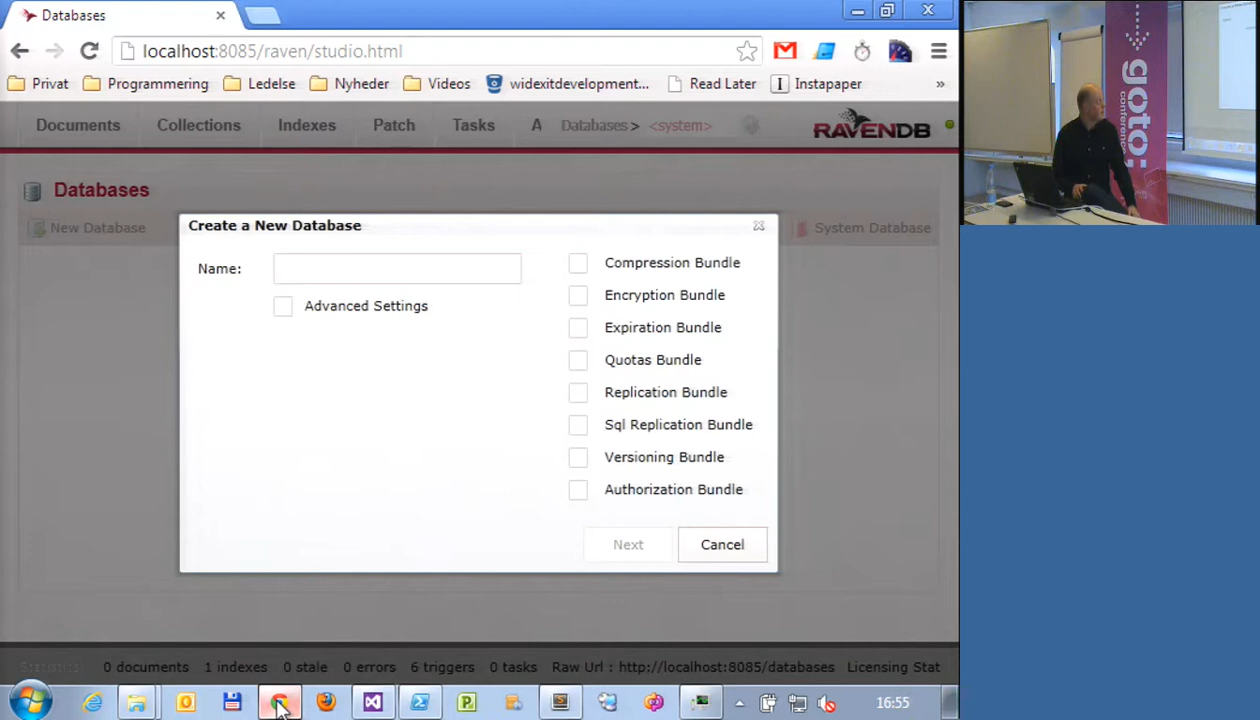 Databases
localhost:8085/raven/studio.html
Privat Programmering Ledelse Nyheder Videos widexitdevelopment... Read Later Instapaper »
Documents Collections Indexes Patch Tasks A Databases > <system> RAVENDB
Databases
New Database System Database
Create a New Database
Name:
Advanced Settings
Compression Bundle
Encryption Bundle
Expiration Bundle
Quotas Bundle
Replication Bundle
Sql Replication Bundle
Versioning Bundle
Authorization Bundle
Next Cancel
Statistics: 0 documents 1 indexes 0 stale 0 errors 6 triggers 0 tasks Raw Url : http://localhost:8085/databases Licensing Stat
16:55
goto;
conference